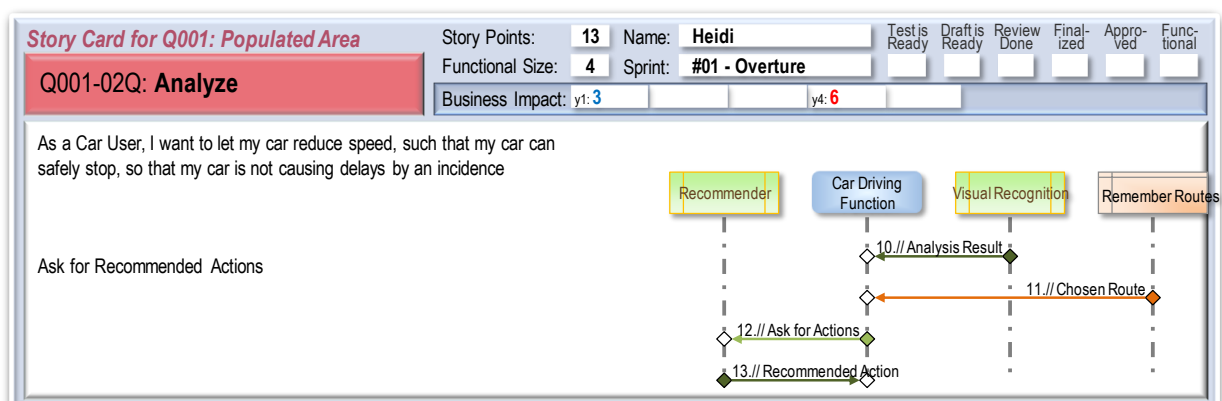 Story Card for Q001: Populated Area
Q001-02Q: Analyze
Story Points: 13 Name: Heidi
Functional Size: 4 Sprint: #01 - Overture
Business Impact: y1: 3 y4: 6
Test is Ready
Draft is Ready
Review Done
Final-ized
Appro-ved
Func-tional
As a Car User, I want to let my car reduce speed, such that my car can
safely stop, so that my car is not causing delays by an incidence
Ask for Recommended Actions
Recommender
Car Driving
Function
Visual Recognition
Remember Routes
10.// Analysis Result
11.// Chosen Route
12.// Ask for Actions
13.// Recommended Action